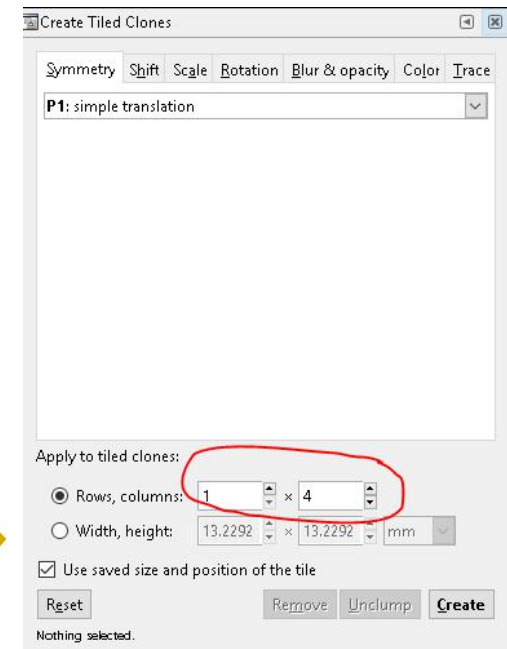 Create Tiled Clones
Symmetry Shift Scale Rotation Blur & opacity Color Trace
P1: simple translation
Apply to tiled clones:
Rows, columns: 1 × 4
Width, height: 13.2292 × 13.2292 mm
Use saved size and position of the tile
Reset Remove Unclump Create
Nothing selected.